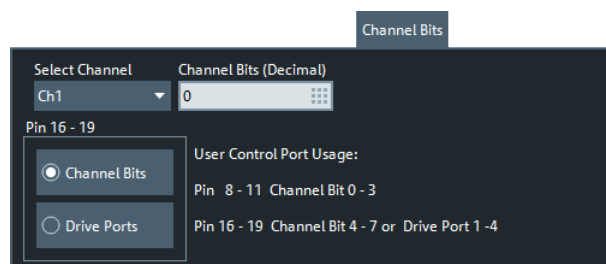 Channel Bits
Select Channel Channel Bits (Decimal)
Ch1 0
Pin 16 - 19
Channel Bits
Drive Ports
User Control Port Usage:
Pin 8 - 11 Channel Bit 0 - 3
Pin 16 - 19 Channel Bit 4 - 7 or Drive Port 1 -4